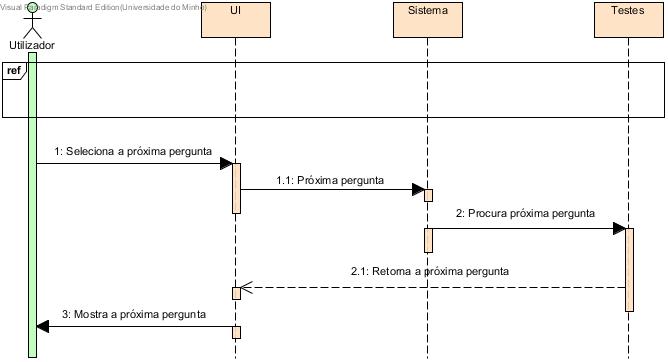 Visual Paradigm Standard Edition(Universidade do Minho)
UI
Sistema
Testes
Utilizador
ref
1: Seleciona a próxima pergunta
1.1: Próxima pergunta
2: Procura próxima pergunta
2.1: Retorna a próxima pergunta
3: Mostra a próxima pergunta